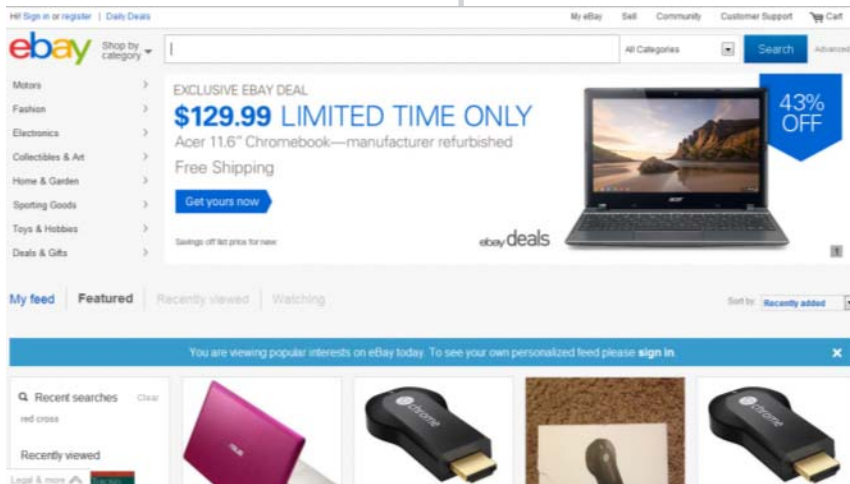 Hi! Sign in or register | Daily Deals
My eBay Sell Community Customer Support Cart
ebay
Shop by category
All Categories
Search
Advanced
Motors
Fashion
Electronics
Collectibles & Art
Home & Garden
Sporting Goods
Toys & Hobbies
Deals & Gifts
EXCLUSIVE EBAY DEAL
$129.99 LIMITED TIME ONLY
Acer 11.6" Chromebook—manufacturer refurbished
Free Shipping
Get yours now
Savings off list price for new
43%
OFF
acer
ebay deals
1
My feed Featured Recently viewed Watching
Sort by: Recently added
You are viewing popular interests on eBay today. To see your own personalized feed please sign in.
Recent searches Clear
red cross
Recently viewed
Legal & more
ASUS
chrome
chrome